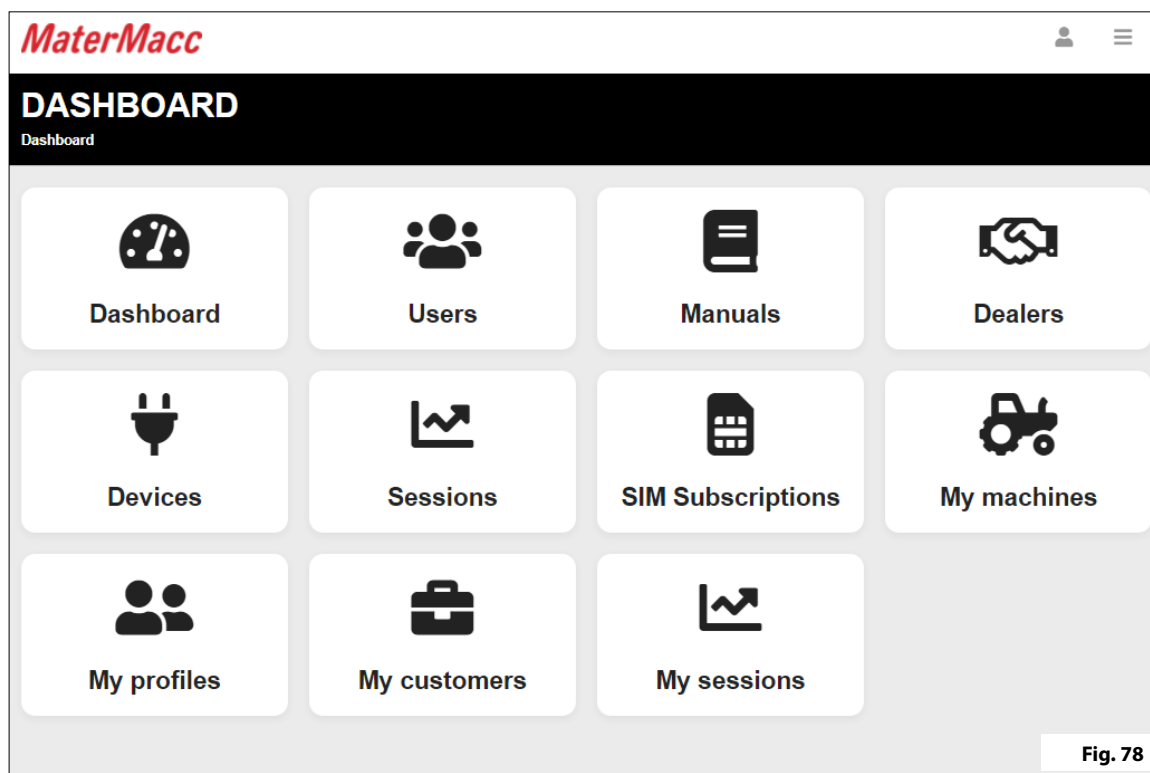 MaterMacc
DASHBOARD
Dashboard
Dashboard
Users
Manuals
Dealers
Devices
Sessions
SIM Subscriptions
My machines
My profiles
My customers
My sessions
Fig. 78